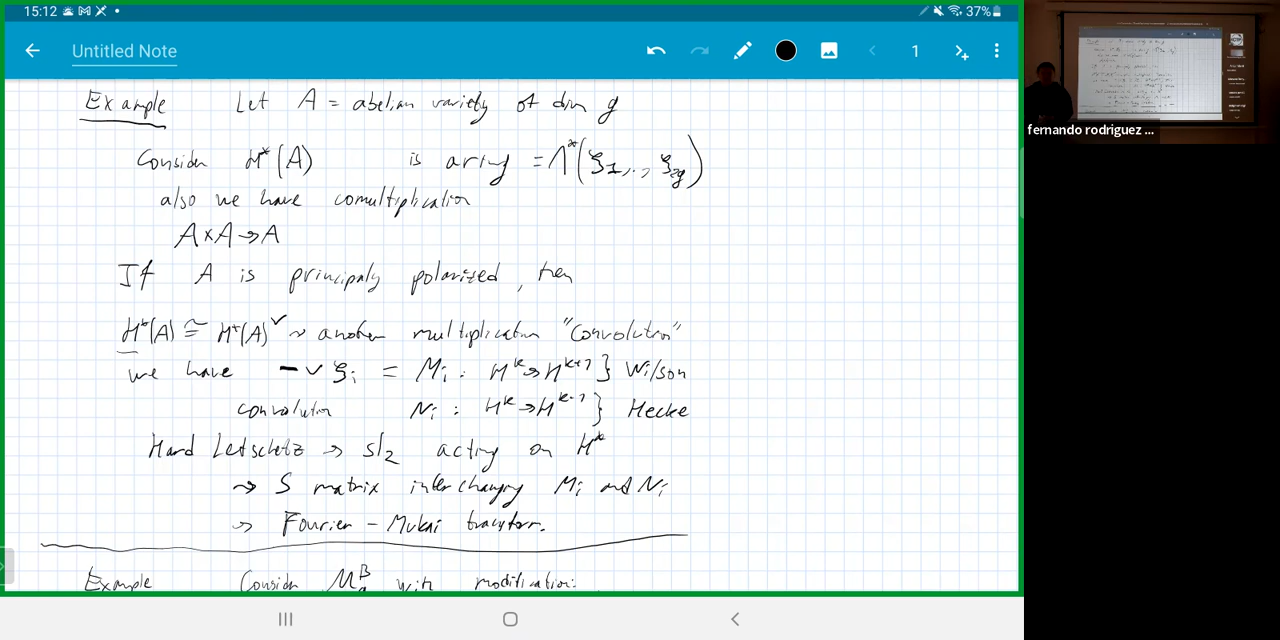 15:12
37%
Untitled Note
1
Example Let A = abelian variety of dim g
Consider H*(A) is a ring = Λ*(ξ1,..., ξ2g)
also we have comultiplication
A×A→A
If A is principaly polarized, then
H*(A) ≅ H*(A)^∨ ~> another multiplication "convolution"
we have - ∪ ξi = Mi : H^k → H^k+1 } Wilson
convolution Ni : H^k → H^k-1 } Hecke
Hard Lefschetz → sl2 acting on H*
~> S matrix interchanging Mi and Ni
~> Fourier - Mukai transform.
Example Consider M^B with modification:
fernando rodriguez ...